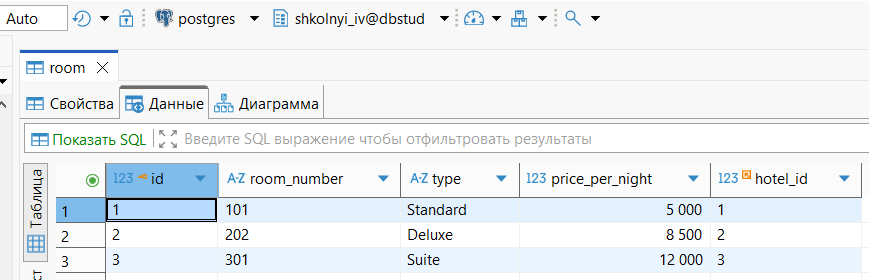 Auto postgres shkolnyi_iv@dbstud
room
Свойства Данные Диаграмма
Показать SQL Введите SQL выражение чтобы отфильтровать результаты
Таблица
123 id A-Z room_number A-Z type 123 price_per_night 123 hotel_id
1 1 101 Standard 5 000 1
2 2 202 Deluxe 8 500 2
3 3 301 Suite 12 000 3